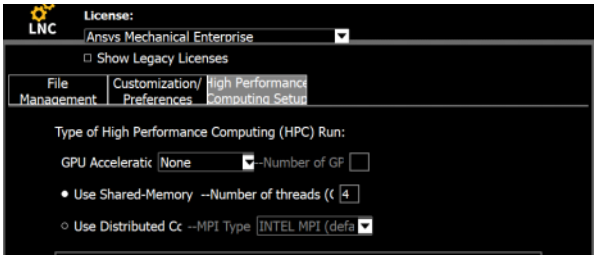 LNC
License:
Ansys Mechanical Enterprise
Show Legacy Licenses
File Management
Customization/ Preferences
High Performance Computing Setup
Type of High Performance Computing (HPC) Run:
GPU Acceleratic None --Number of GP
Use Shared-Memory --Number of threads (( 4
Use Distributed Cc --MPI Type INTEL MPI (defa